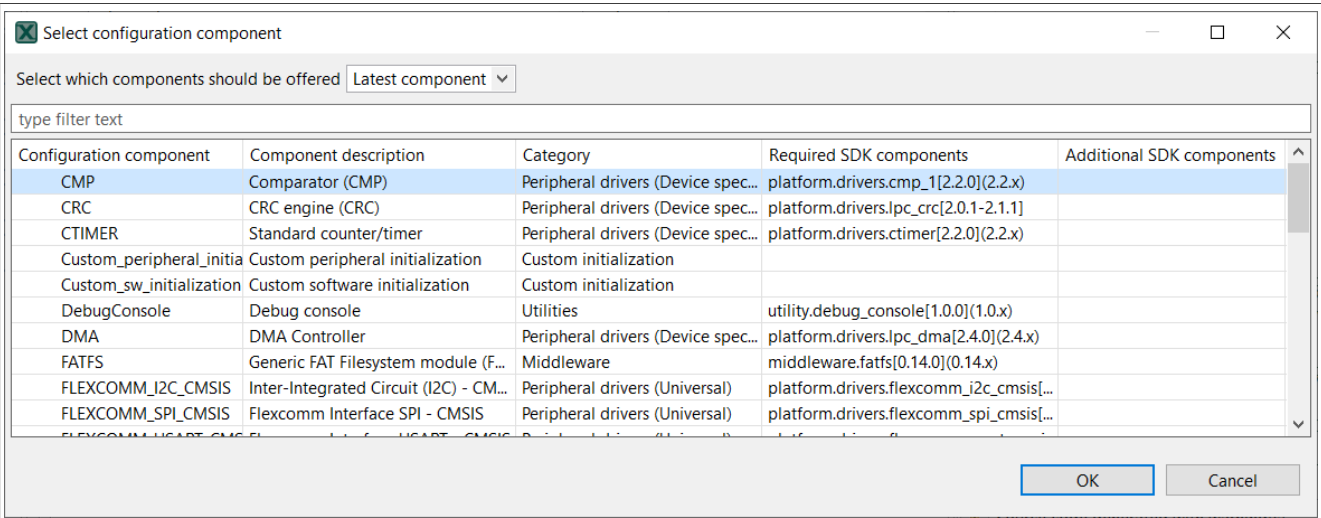 Select configuration component
Select which components should be offered Latest component
type filter text
Configuration component Component description Category Required SDK components Additional SDK components
CMP Comparator (CMP) Peripheral drivers (Device spec... platform.drivers.cmp_1[2.2.0](2.2.x)
CRC CRC engine (CRC) Peripheral drivers (Device spec... platform.drivers.lpc_crc[2.0.1-2.1.1]
CTIMER Standard counter/timer Peripheral drivers (Device spec... platform.drivers.ctimer[2.2.0](2.2.x)
Custom_peripheral_initia Custom peripheral initialization Custom initialization
Custom_sw_initialization Custom software initialization Custom initialization
DebugConsole Debug console Utilities utility.debug_console[1.0.0](1.0.x)
DMA DMA Controller Peripheral drivers (Device spec... platform.drivers.lpc_dma[2.4.0](2.4.x)
FATFS Generic FAT Filesystem module (F... Middleware middleware.fatfs[0.14.0](0.14.x)
FLEXCOMM_I2C_CMSIS Inter-Integrated Circuit (I2C) - CM... Peripheral drivers (Universal) platform.drivers.flexcomm_i2c_cmsis[...
FLEXCOMM_SPI_CMSIS Flexcomm Interface SPI - CMSIS Peripheral drivers (Universal) platform.drivers.flexcomm_spi_cmsis[...
OK Cancel